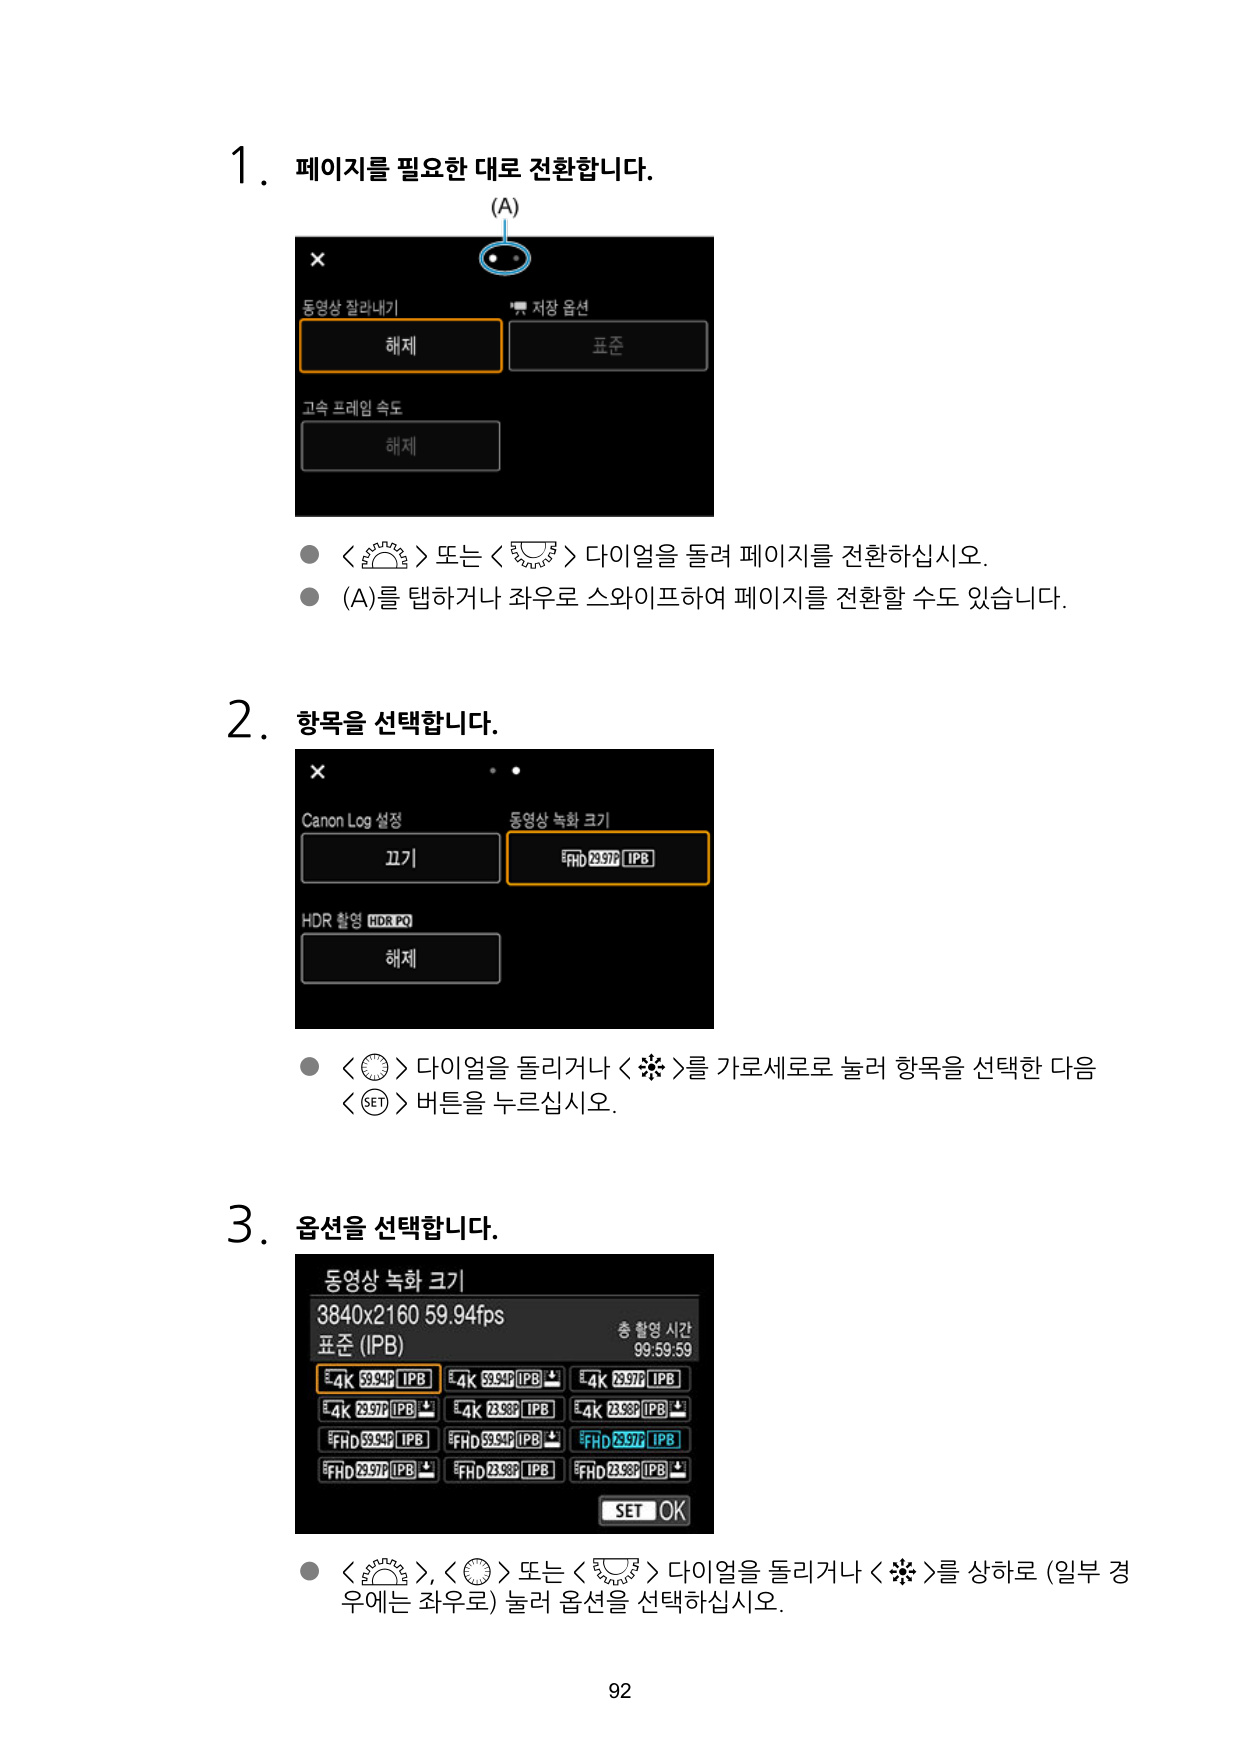 1. 페이지를 필요한 대로 전환합니다.
(A)
동영상 잘라내기 저장 옵션
해제 표준
고속 프레임 속도
해제
● < > 또는 < > 다이얼을 돌려 페이지를 전환하십시오.
● (A)를 탭하거나 좌우로 스와이프하여 페이지를 전환할 수도 있습니다.
2. 항목을 선택합니다.
Canon Log 설정 동영상 녹화 크기
끄기 FHD 29.97P IPB
HDR 촬영 HDR PQ
해제
● < > 다이얼을 돌리거나 < >를 가로세로로 눌러 항목을 선택한 다음
< SET > 버튼을 누르십시오.
3. 옵션을 선택합니다.
동영상 녹화 크기
3840x2160 59.94fps
표준 (IPB)
총 촬영 시간
99:59:59
4K 59.94P IPB 4K 59.94P IPB 4K 29.97P IPB
4K 29.97P IPB 4K 23.98P IPB 4K 23.98P IPB
FHD 59.94P IPB FHD 59.94P IPB FHD 29.97P IPB
FHD 29.97P IPB FHD 23.98P IPB FHD 23.98P IPB
SET OK
● < >, < > 또는 < > 다이얼을 돌리거나 < >를 상하로 (일부 경
우에는 좌우로) 눌러 옵션을 선택하십시오.
92